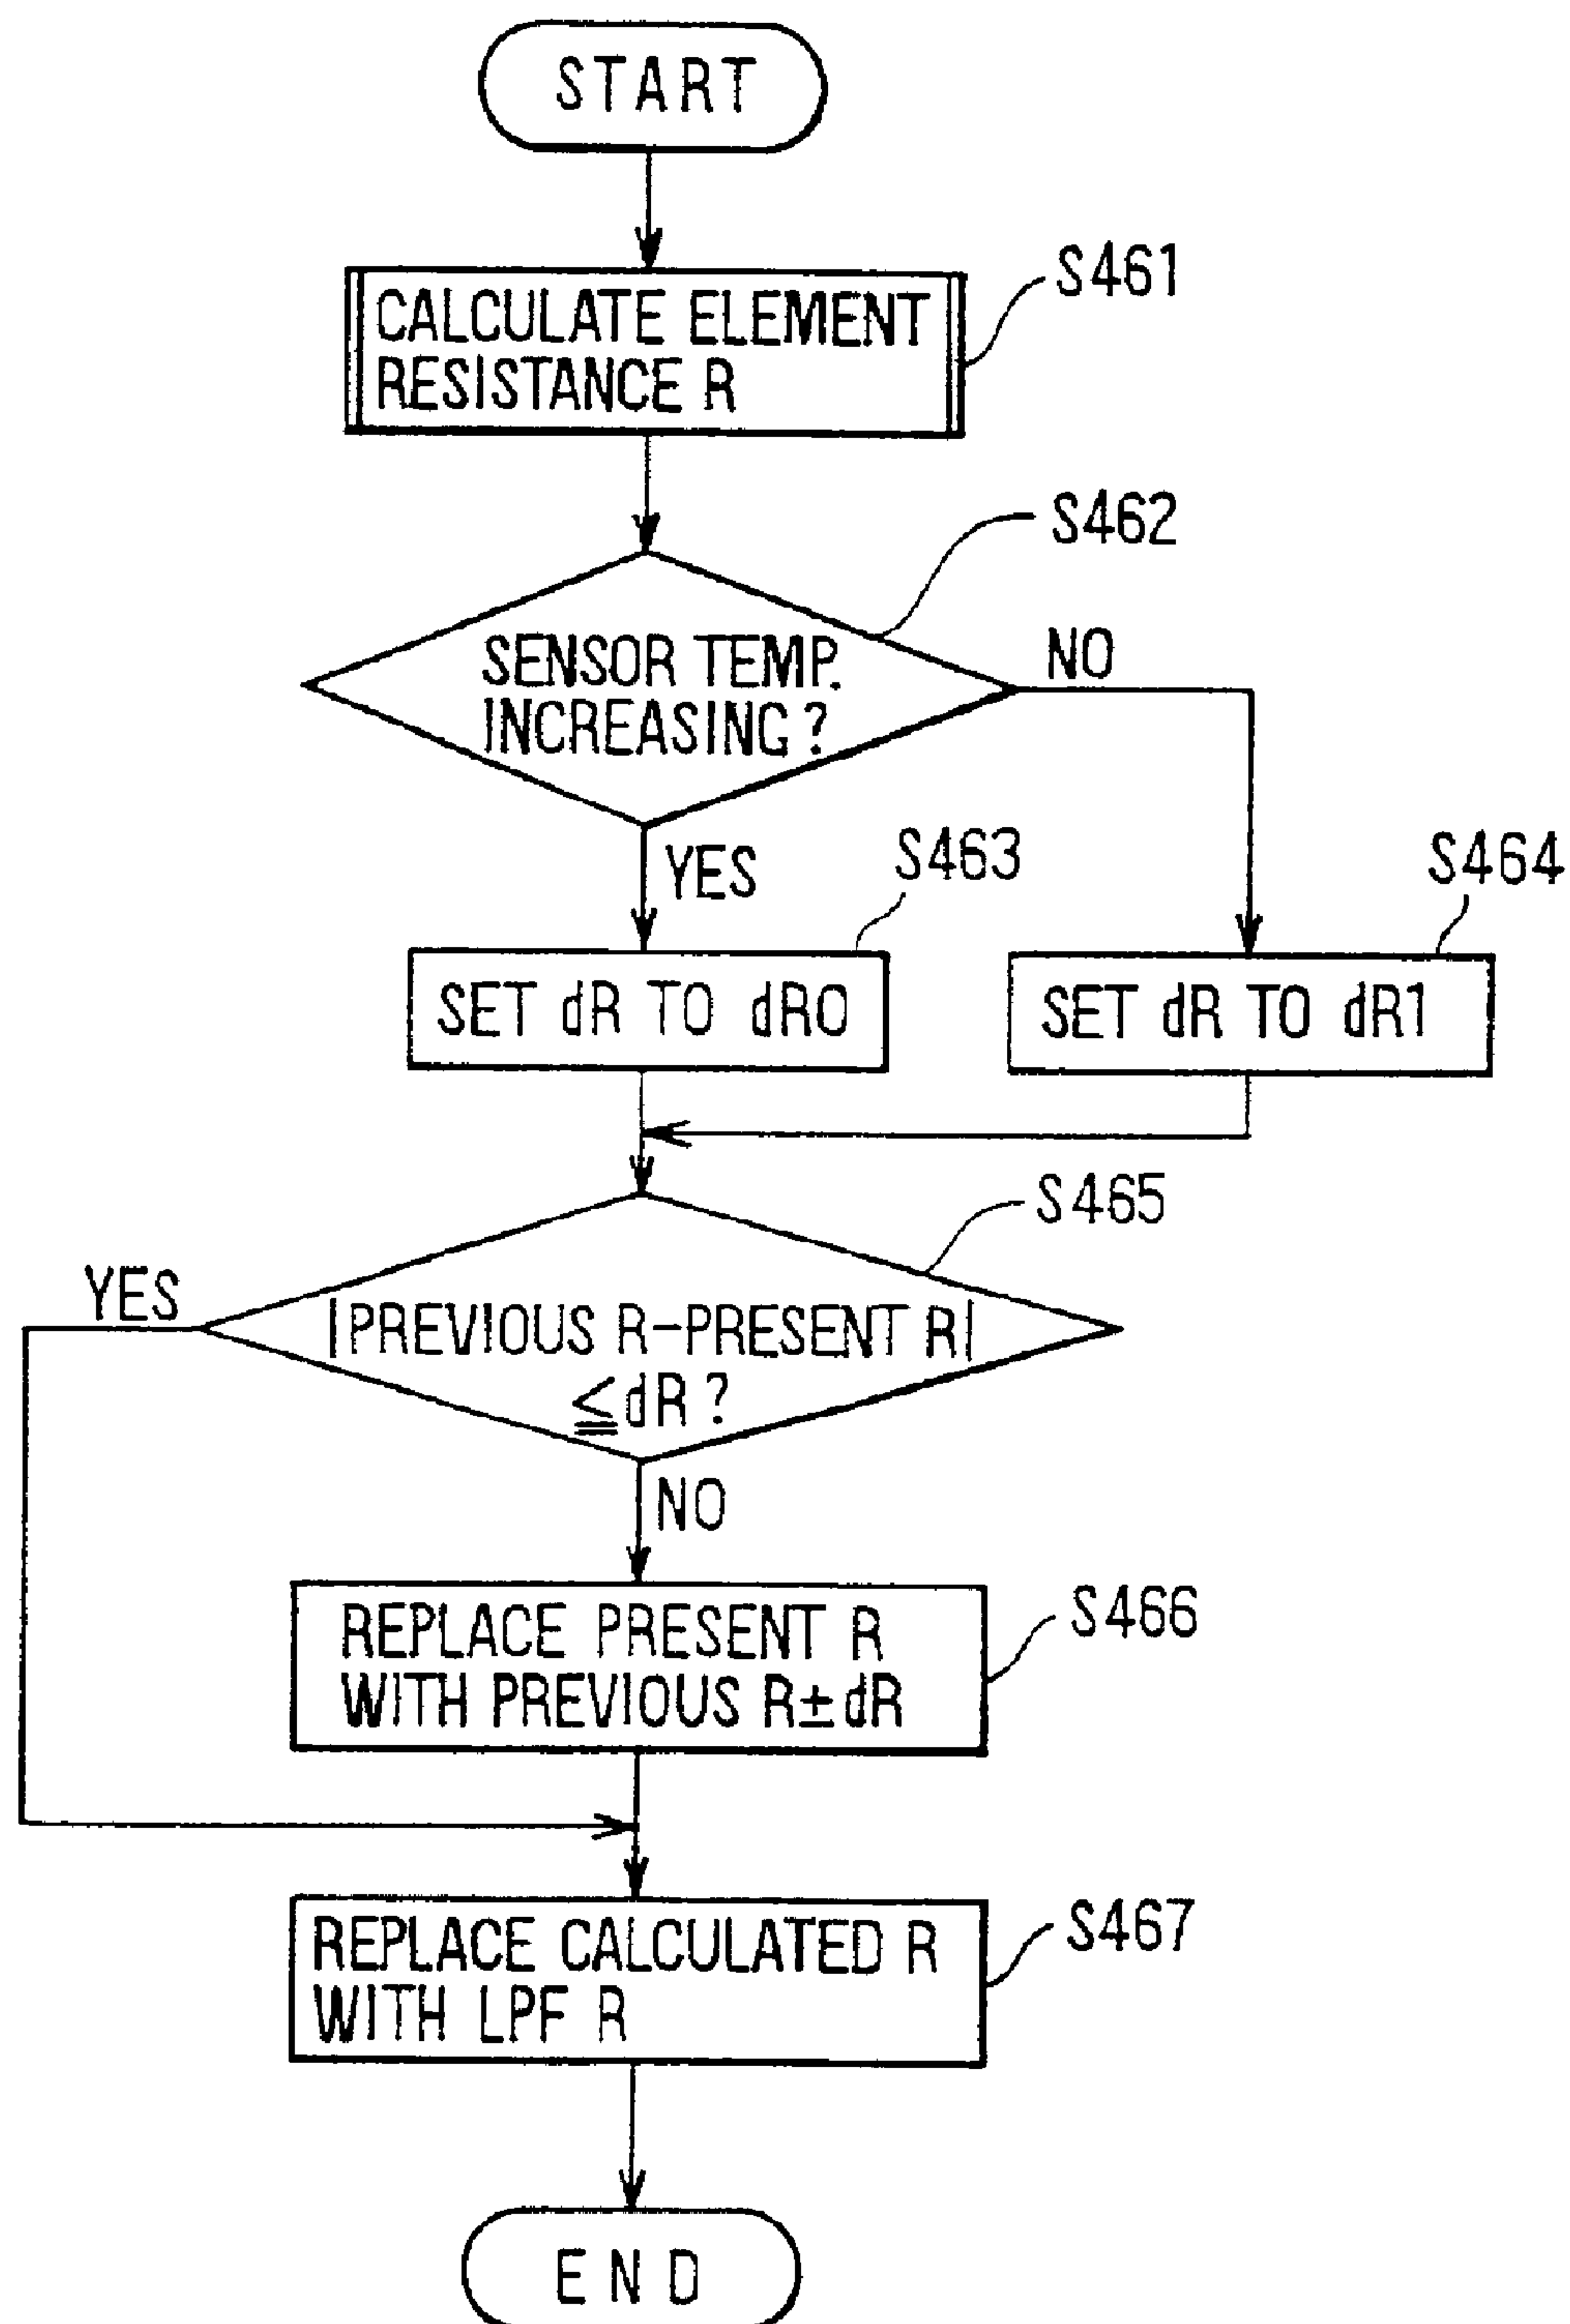 START
CALCULATE ELEMENT
RESISTANCE R
S461
S462
SENSOR TEMP.
INCREASING ?
NO
YES
S463
S464
SET dR TO dR0
SET dR TO dR1
S465
YES
|PREVIOUS R-PRESENT R|
≦dR ?
NO
REPLACE PRESENT R
WITH PREVIOUS R±dR
S466
REPLACE CALCULATED R
WITH LPF R
S467
END